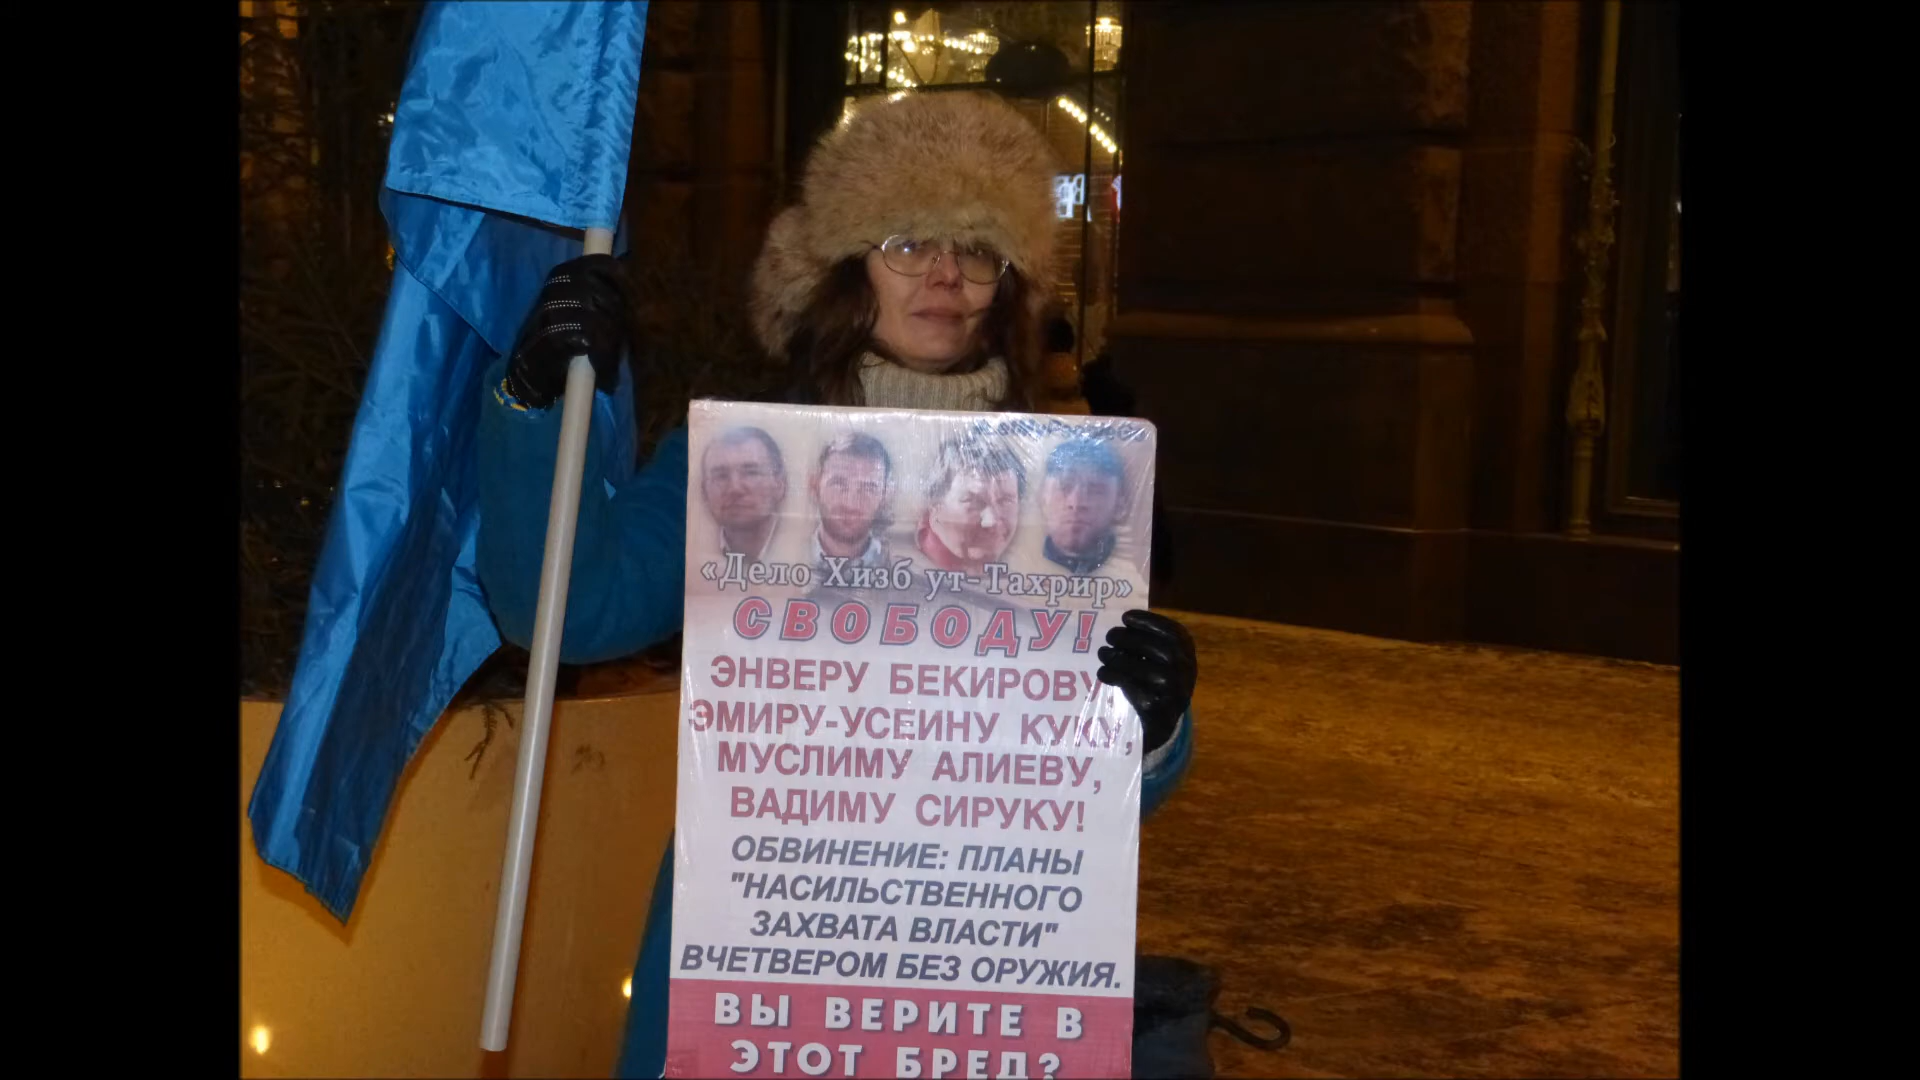 «Дело Хизб ут-Тахрир»
СВОБОДУ!
ЭНВЕРУ БЕКИРОВУ,
ЭМИРУ-УСЕИНУ КУКУ,
МУСЛИМУ АЛИЕВУ,
ВАДИМУ СИРУКУ!
ОБВИНЕНИЕ: ПЛАНЫ
"НАСИЛЬСТВЕННОГО
ЗАХВАТА ВЛАСТИ"
ВЧЕТВЕРОМ БЕЗ ОРУЖИЯ.
ВЫ ВЕРИТЕ В
ЭТОТ БРЕД?